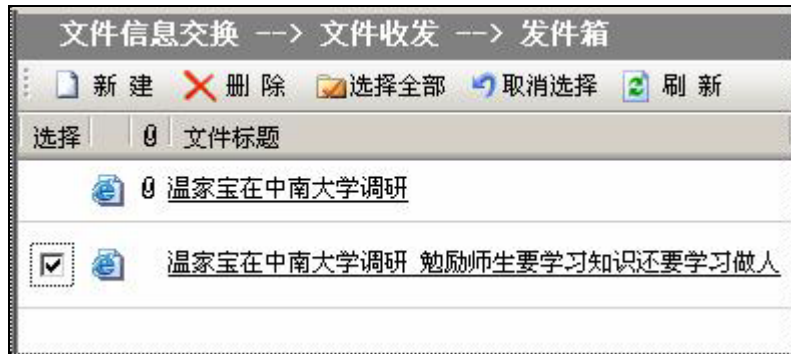 文件信息交换 --> 文件收发 --> 发件箱
新 建 删 除 选择全部 取消选择 刷 新
选择 文件标题
温家宝在中南大学调研
温家宝在中南大学调研 勉励师生要学习知识还要学习做人